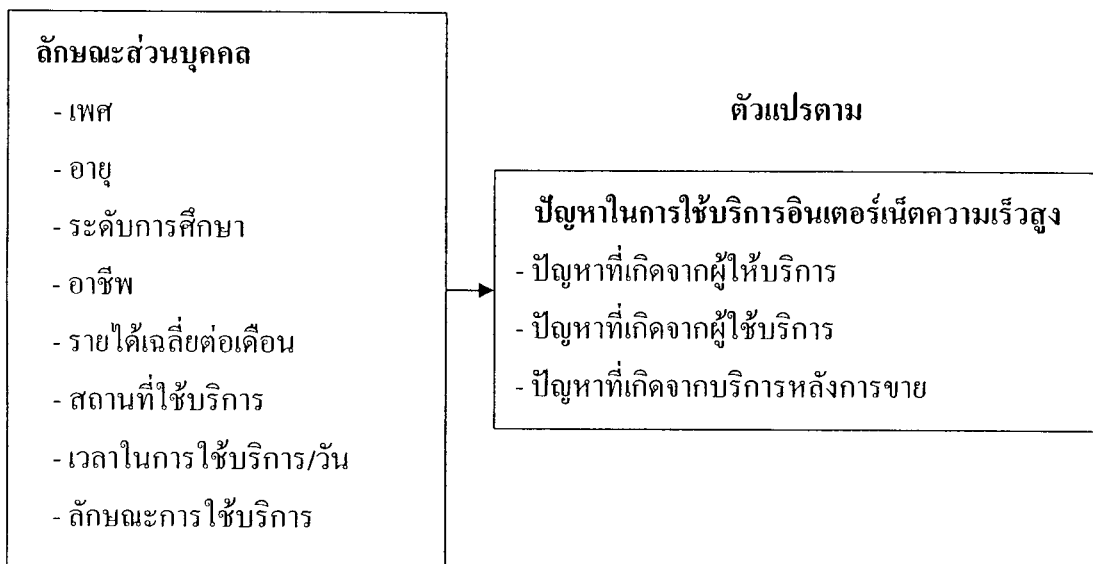 ลักษณะส่วนบุคคล
- เพศ
- อายุ
- ระดับการศึกษา
- อาชีพ
- รายได้เฉลี่ยต่อเดือน
- สถานที่ใช้บริการ
- เวลาในการใช้บริการ/วัน
- ลักษณะการใช้บริการ
ตัวแปรตาม
ปัญหาในการใช้บริการอินเตอร์เน็ตความเร็วสูง
- ปัญหาที่เกิดจากผู้ให้บริการ
- ปัญหาที่เกิดจากผู้ใช้บริการ
- ปัญหาที่เกิดจากบริการหลังการขาย